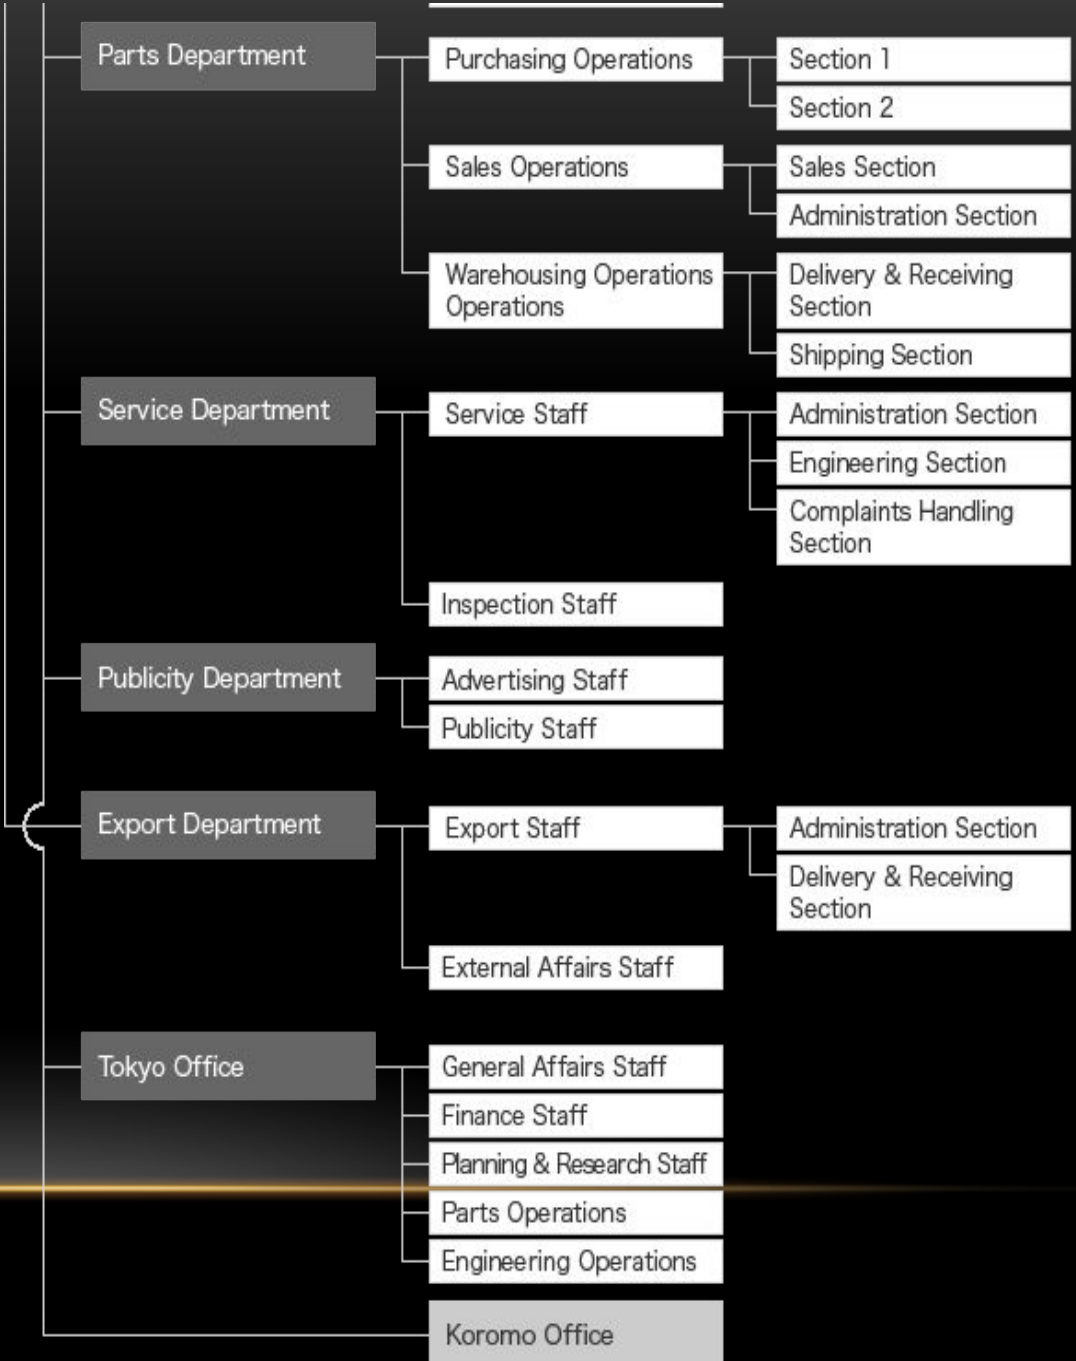 Parts Department
Purchasing Operations
Section 1
Section 2
Sales Operations
Sales Section
Administration Section
Warehousing Operations
Operations
Delivery & Receiving
Section
Shipping Section
Service Department
Service Staff
Administration Section
Engineering Section
Complaints Handling
Section
Inspection Staff
Publicity Department
Advertising Staff
Publicity Staff
Export Department
Export Staff
Administration Section
Delivery & Receiving
Section
External Affairs Staff
Tokyo Office
General Affairs Staff
Finance Staff
Planning & Research Staff
Parts Operations
Engineering Operations
Koromo Office